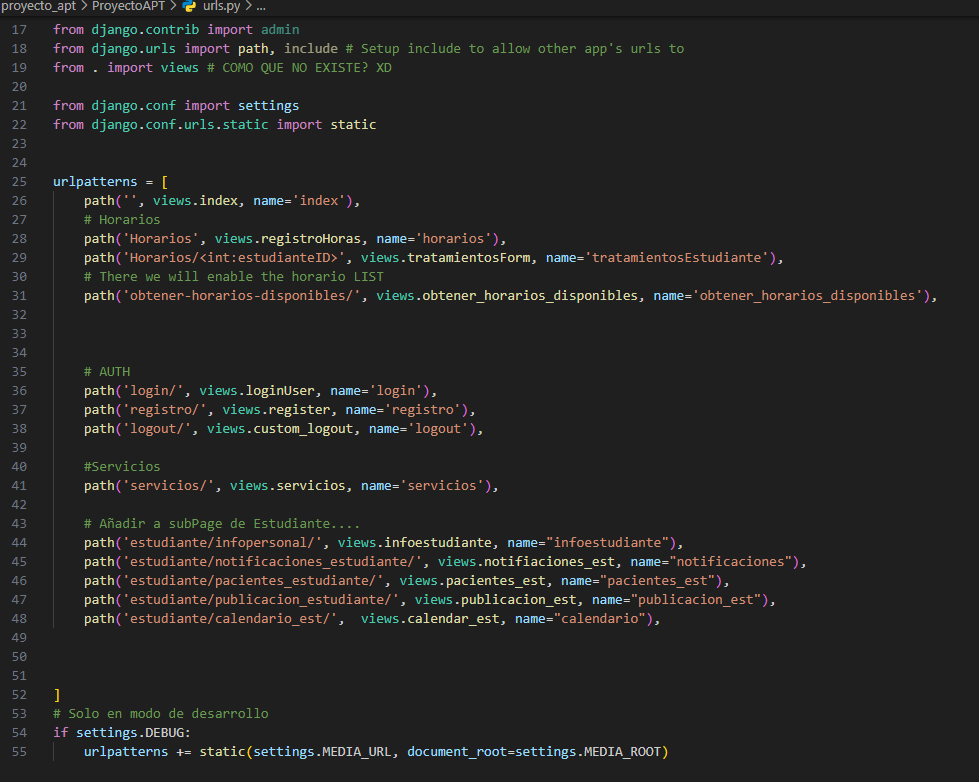 proyecto_apt > ProyectoAPT > urls.py > ...
17 from django.contrib import admin
18 from django.urls import path, include # Setup include to allow other app's urls to
19 from . import views # COMO QUE NO EXISTE? XD
20
21 from django.conf import settings
22 from django.conf.urls.static import static
23
24
25 urlpatterns = [
26     path('', views.index, name='index'),
27     # Horarios
28     path('Horarios', views.registroHoras, name='horarios'),
29     path('Horarios/<int:estudianteID>', views.tratamientosForm, name='tratamientosEstudiante'),
30     # There we will enable the horario LIST
31     path('obtener-horarios-disponibles/', views.obtener_horarios_disponibles, name='obtener_horarios_disponibles'),
32
33
34
35     # AUTH
36     path('login/', views.loginUser, name='login'),
37     path('registro/', views.register, name='registro'),
38     path('logout/', views.custom_logout, name='logout'),
39
40     #Servicios
41     path('servicios/', views.servicios, name='servicios'),
42
43     # Añadir a subPage de Estudiante....
44     path('estudiante/infopersonal/', views.infoestudiante, name="infoestudiante"),
45     path('estudiante/notificaciones_estudiante/', views.notifiaciones_est, name="notificaciones"),
46     path('estudiante/pacientes_estudiante/', views.pacientes_est, name="pacientes_est"),
47     path('estudiante/publicacion_estudiante/', views.publicacion_est, name="publicacion_est"),
48     path('estudiante/calendario_est/',  views.calendar_est, name="calendario"),
49
50
51
52 ]
53 # Solo en modo de desarrollo
54 if settings.DEBUG:
55     urlpatterns += static(settings.MEDIA_URL, document_root=settings.MEDIA_ROOT)